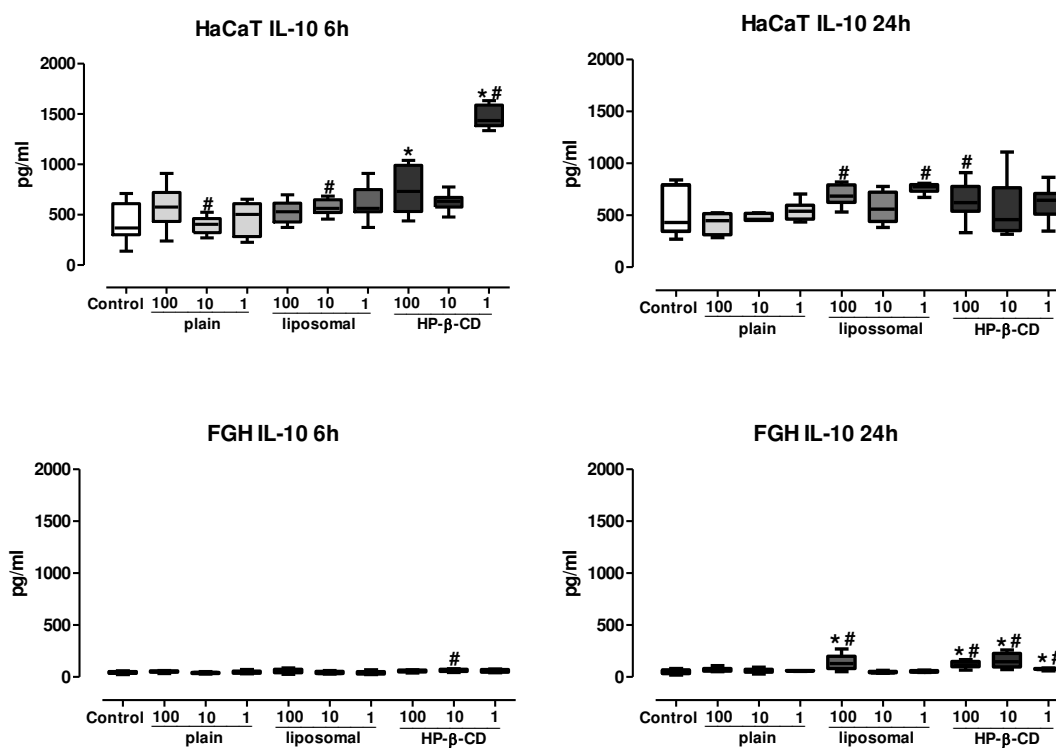 HaCaT IL-10 6h
2000
1500
1000
500
0
pg/ml
* #
*
#
#
Control 100 10 1 100 10 1 100 10 1
plain liposomal HP-β-CD
HaCaT IL-10 24h
2000
1500
1000
500
0
pg/ml
# # #
Control 100 10 1 100 10 1 100 10 1
plain lipossomal HP-β-CD
FGH IL-10 6h
2000
1500
1000
500
0
pg/ml
#
Control 100 10 1 100 10 1 100 10 1
plain liposomal HP-β-CD
FGH IL-10 24h
2000
1500
1000
500
0
pg/ml
* # * # * # * #
Control 100 10 1 100 10 1 100 10 1
plain liposomal HP-β-CD